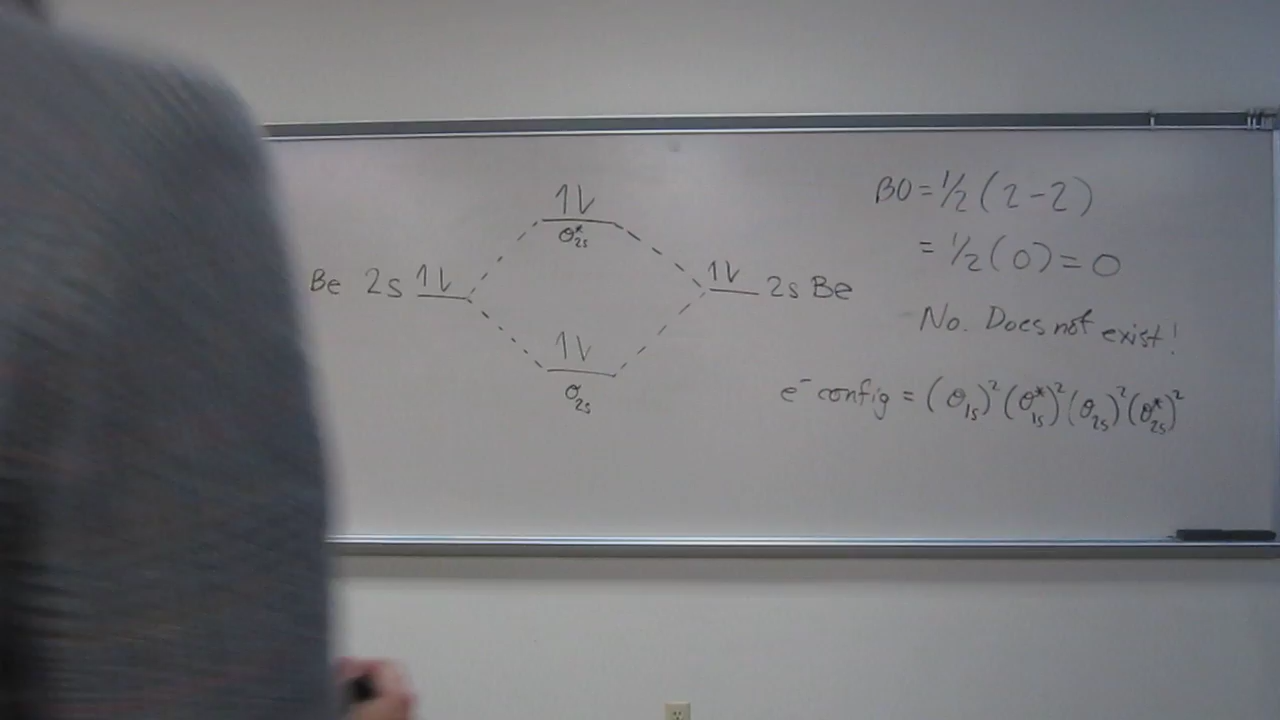 1↓
σ*2s
Be 2s 1↓
1↓ 2s Be
1↓
σ2s
BO = 1/2 (2-2)
= 1/2 (0) = 0
No. Does not exist!
e⁻ config = (σ1s)² (σ*1s)² (σ2s)² (σ*2s)²